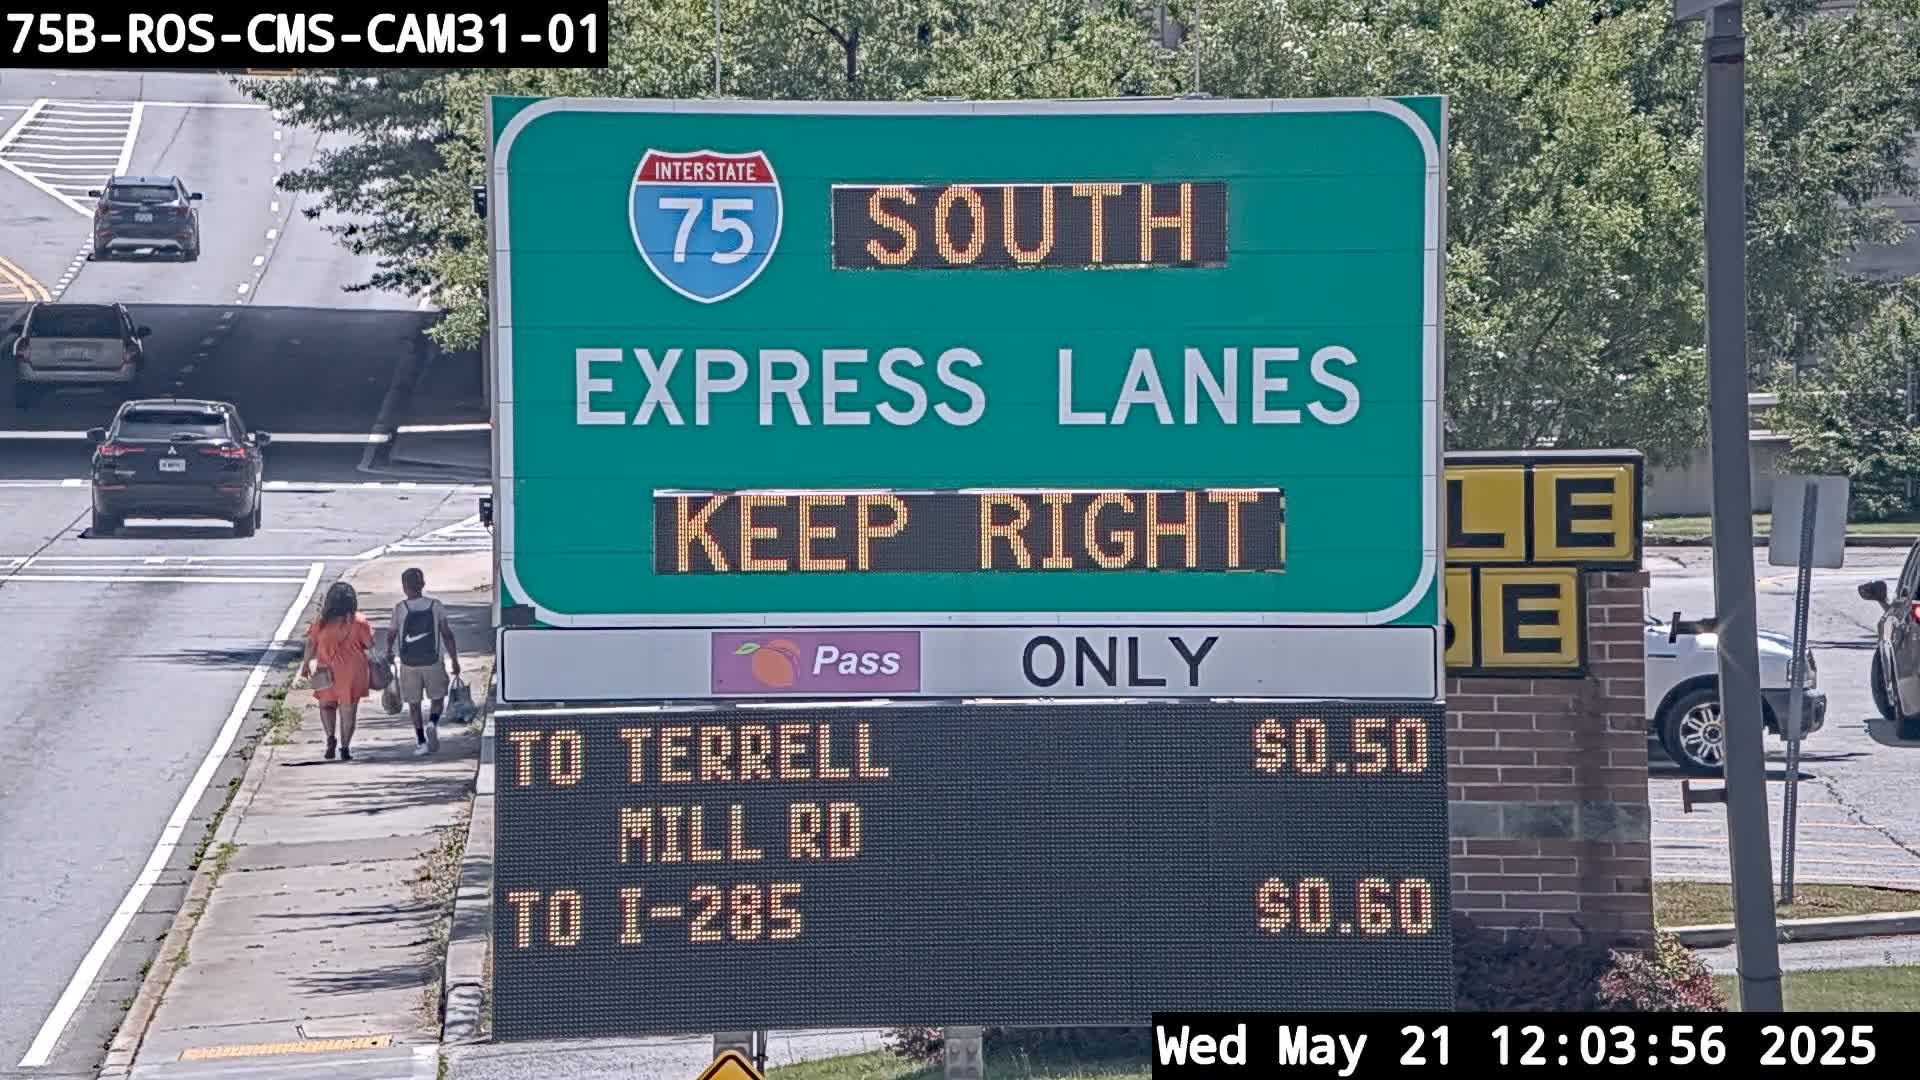 75B-ROS-CMS-CAM31-01
INTERSTATE
75
SOUTH
EXPRESS LANES
KEEP RIGHT
LE
E
Pass ONLY
TO TERRELL $0.50
MILL RD
TO I-285 $0.60
Wed May 21 12:03:56 2025